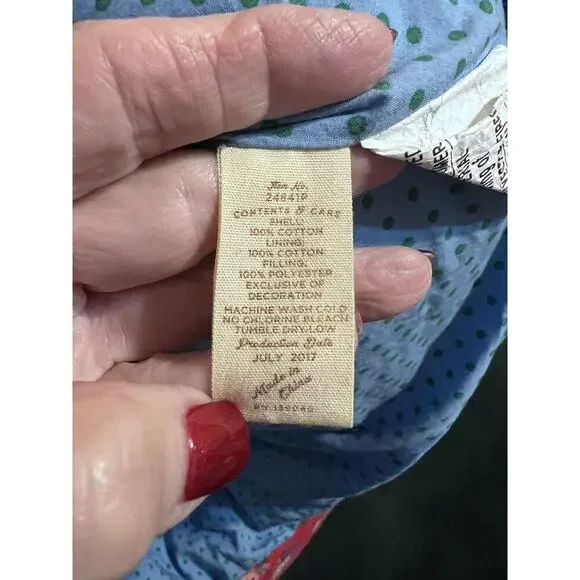 Item No.
24841P
CONTENTS & CARE
SHELL:
100% COTTON
LINING:
100% COTTON
FILLING:
100% POLYESTER
EXCLUSIVE OF
DECORATION
MACHINE WASH COLD
NO CHLORINE BLEACH
TUMBLE DRY LOW
Production Date
JULY 2017
Made in
China